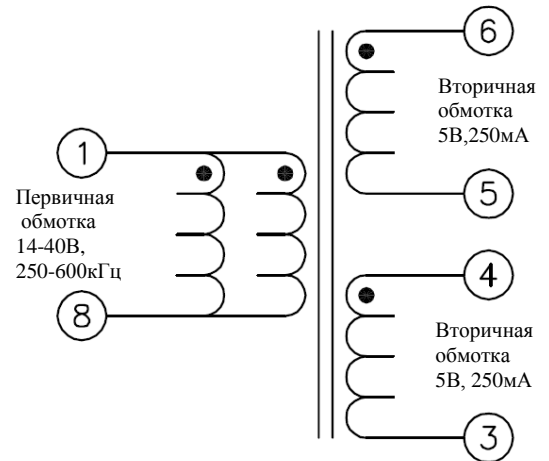 6
Вторичная
обмотка
5В,250мА
5
1
Первичная
обмотка
14-40В,
250-600кГц
8
4
Вторичная
обмотка
5В, 250мА
3